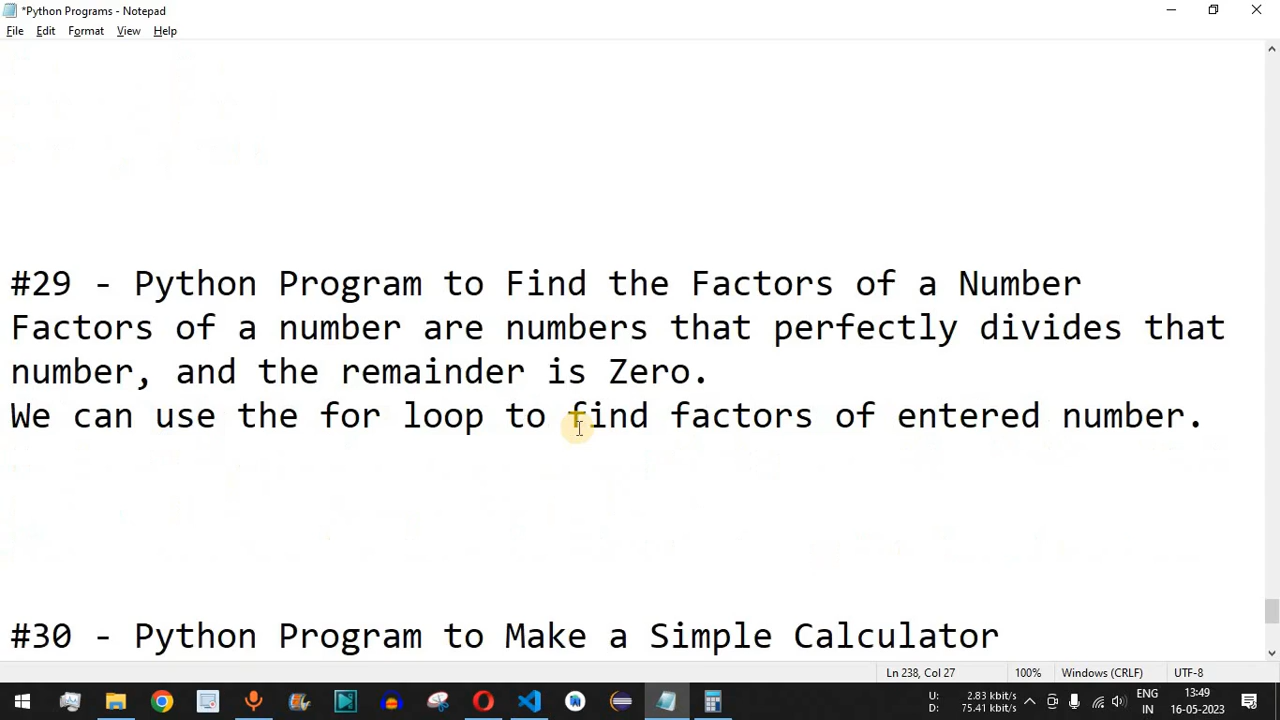 *Python Programs - Notepad
File Edit Format View Help
#29 - Python Program to Find the Factors of a Number
Factors of a number are numbers that perfectly divides that
number, and the remainder is Zero.
We can use the for loop to find factors of entered number.
#30 - Python Program to Make a Simple Calculator
Ln 238, Col 27 100% Windows (CRLF) UTF-8
U: 2.83 kbit/s ENG 13:49
D: 75.41 kbit/s IN 16-05-2023